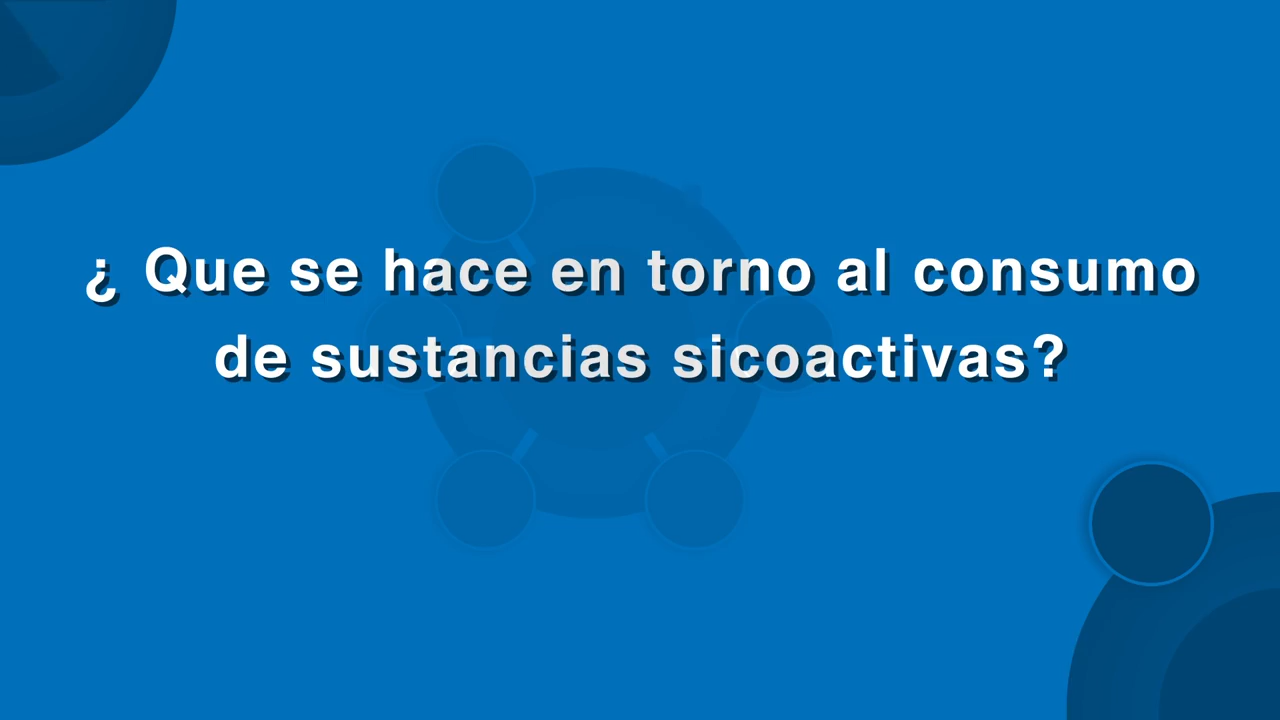 ¿ Que se hace en torno al consumo
de sustancias sicoactivas?